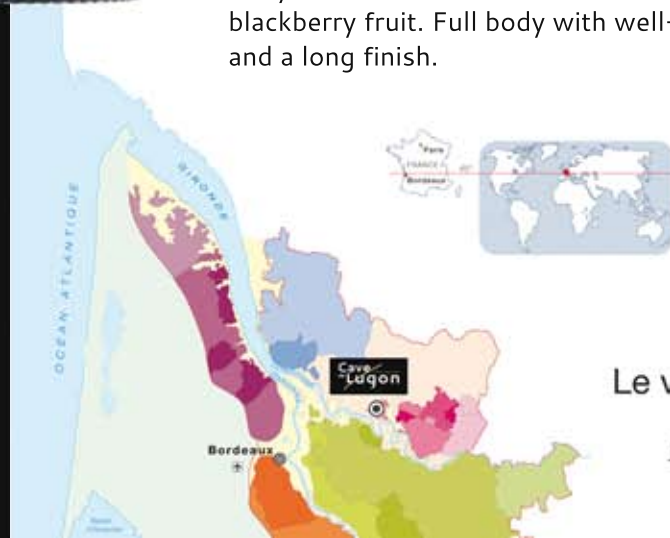 blackberry fruit. Full body with well-
and a long finish.
Paris
FRANCE
Bordeaux
GIRONDE
OCEAN ATLANTIQUE
Cave
de Lugon
Le v
Bordeaux